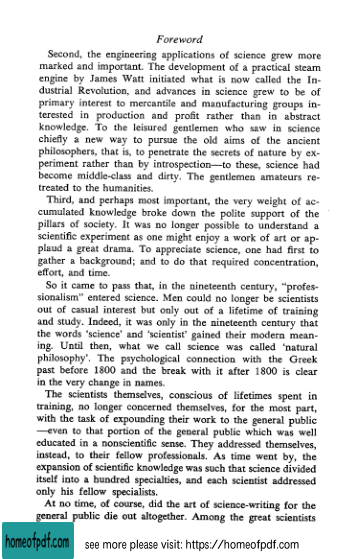 Foreword
Second, the engineering applications of science grew more
marked and important. The development of a practical steam
engine by James Watt initiated what is now called the In-
dustrial Revolution, and advances in science grew to be of
primary interest to mercantile and manufacturing groups in-
terested in production and profit rather than in abstract
knowledge. To the leisured gentlemen who saw in science
chiefly a new way to pursue the old aims of the ancient
philosophers, that is, to penetrate the secrets of nature by ex-
periment rather than by introspection—to these, science had
become middle-class and dirty. The gentlemen amateurs re-
treated to the humanities.
Third, and perhaps most important, the very weight of ac-
cumulated knowledge broke down the polite support of the
pillars of society. It was no longer possible to understand a
scientific experiment as one might enjoy a work of art or ap-
plaud a great drama. To appreciate science, one had first to
gather a background; and to do that required concentration,
effort, and time.
So it came to pass that, in the nineteenth century, “profes-
sionalism” entered science. Men could no longer be scientists
out of casual interest but only out of a lifetime of training
and study. Indeed, it was only in the nineteenth century that
the words ‘science’ and ‘scientist’ gained their modern mean-
ing. Until then, what we call science was called ‘natural
philosophy’. The psychological connection with the Greek
past before 1800 and the break with it after 1800 is clear
in the very change in names.
The scientists themselves, conscious of lifetimes spent in
training, no longer concerned themselves, for the most part,
with the task of expounding their work to the general public
—even to that portion of the general public which was well
educated in a nonscientific sense. They addressed themselves,
instead, to their fellow professionals. As time went by, the
expansion of scientific knowledge was such that science divided
itself into a hundred specialties, and each scientist addressed
only his fellow specialists.
At no time, of course, did the art of science-writing for the
general public die out altogether. Among the great scientists
homeofpdf.com
see more please visit: https://homeofpdf.com